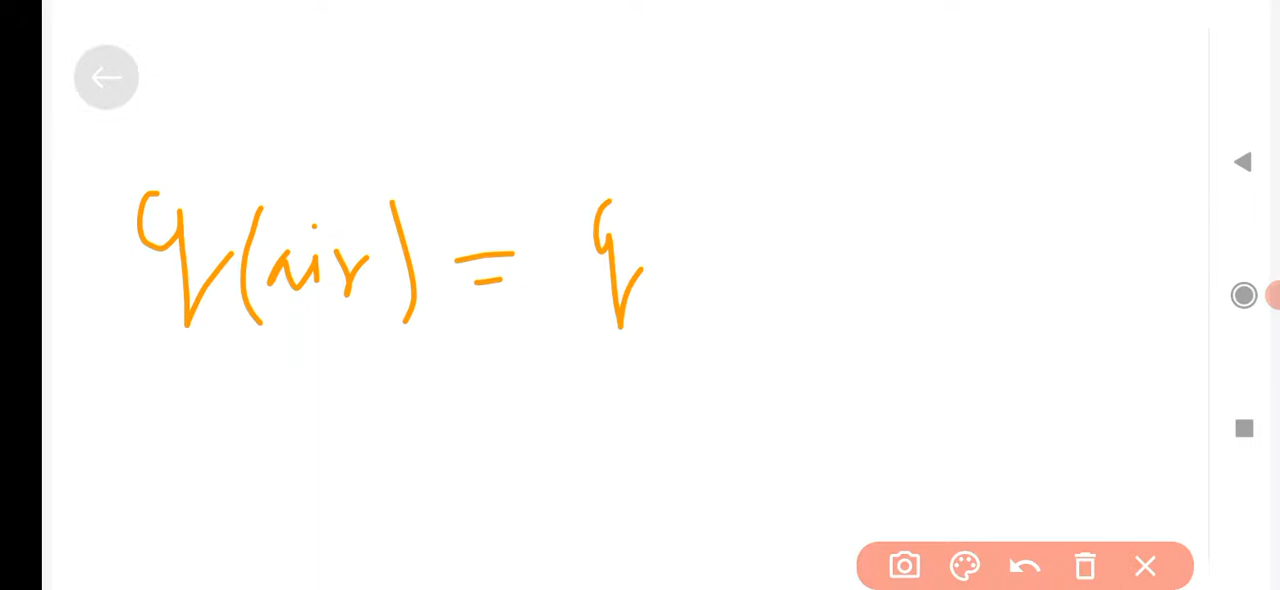 q(air) = q